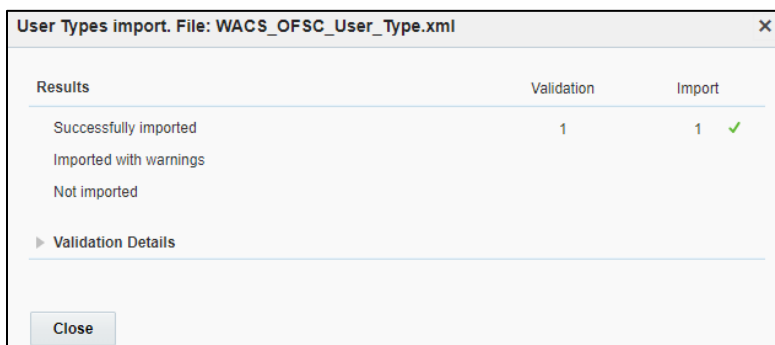 User Types import. File: WACS_OFSC_User_Type.xml
Results Validation Import
Successfully imported 1 1
Imported with warnings
Not imported
Validation Details
Close